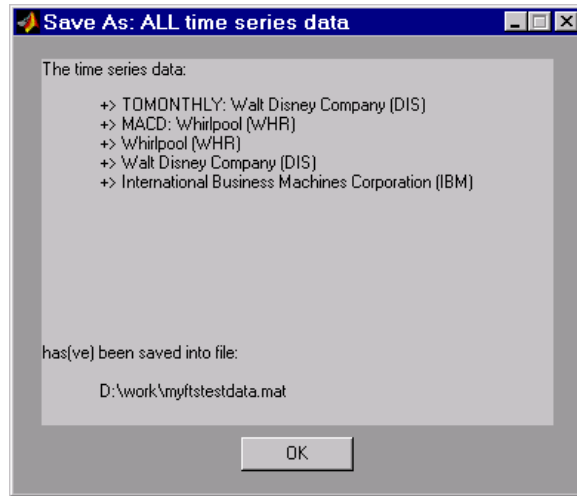 Save As: ALL time series data
The time series data:
+> TOMONTHLY: Walt Disney Company (DIS)
+> MACD: Whirlpool (WHR)
+> Whirlpool (WHR)
+> Walt Disney Company (DIS)
+> International Business Machines Corporation (IBM)
has(ve) been saved into file:
D:\work\myftstestdata.mat
OK